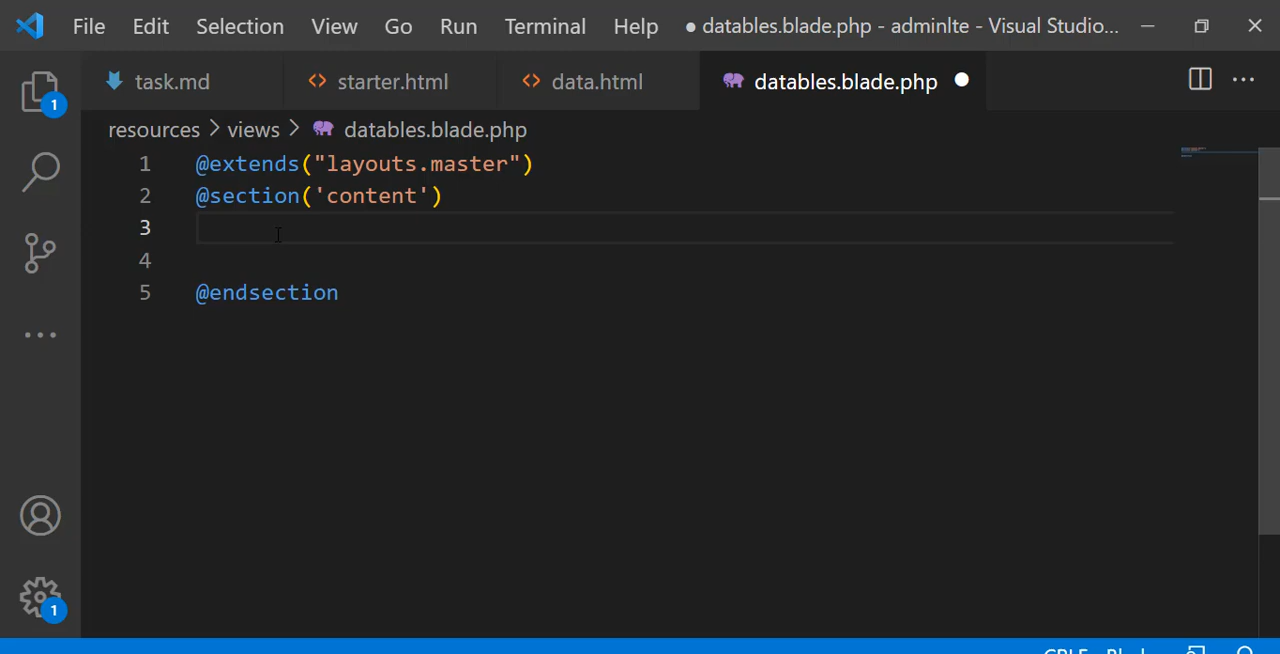 File Edit Selection View Go Run Terminal Help ● datables.blade.php - adminlte - Visual Studio...
task.md starter.html data.html datables.blade.php
resources > views > datables.blade.php
1 @extends("layouts.master")
2 @section('content')
3
4
5 @endsection
1
1